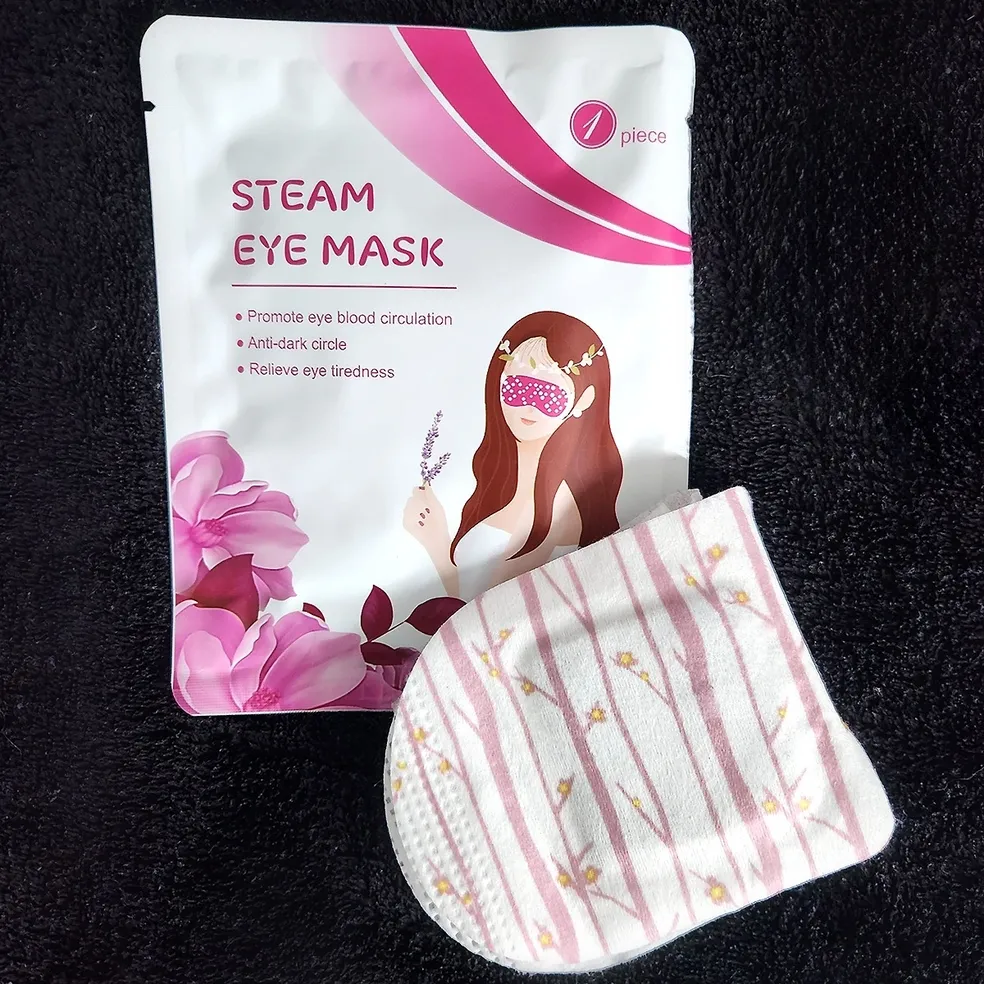 1 piece
STEAM
EYE MASK
• Promote eye blood circulation
• Anti-dark circle
• Relieve eye tiredness